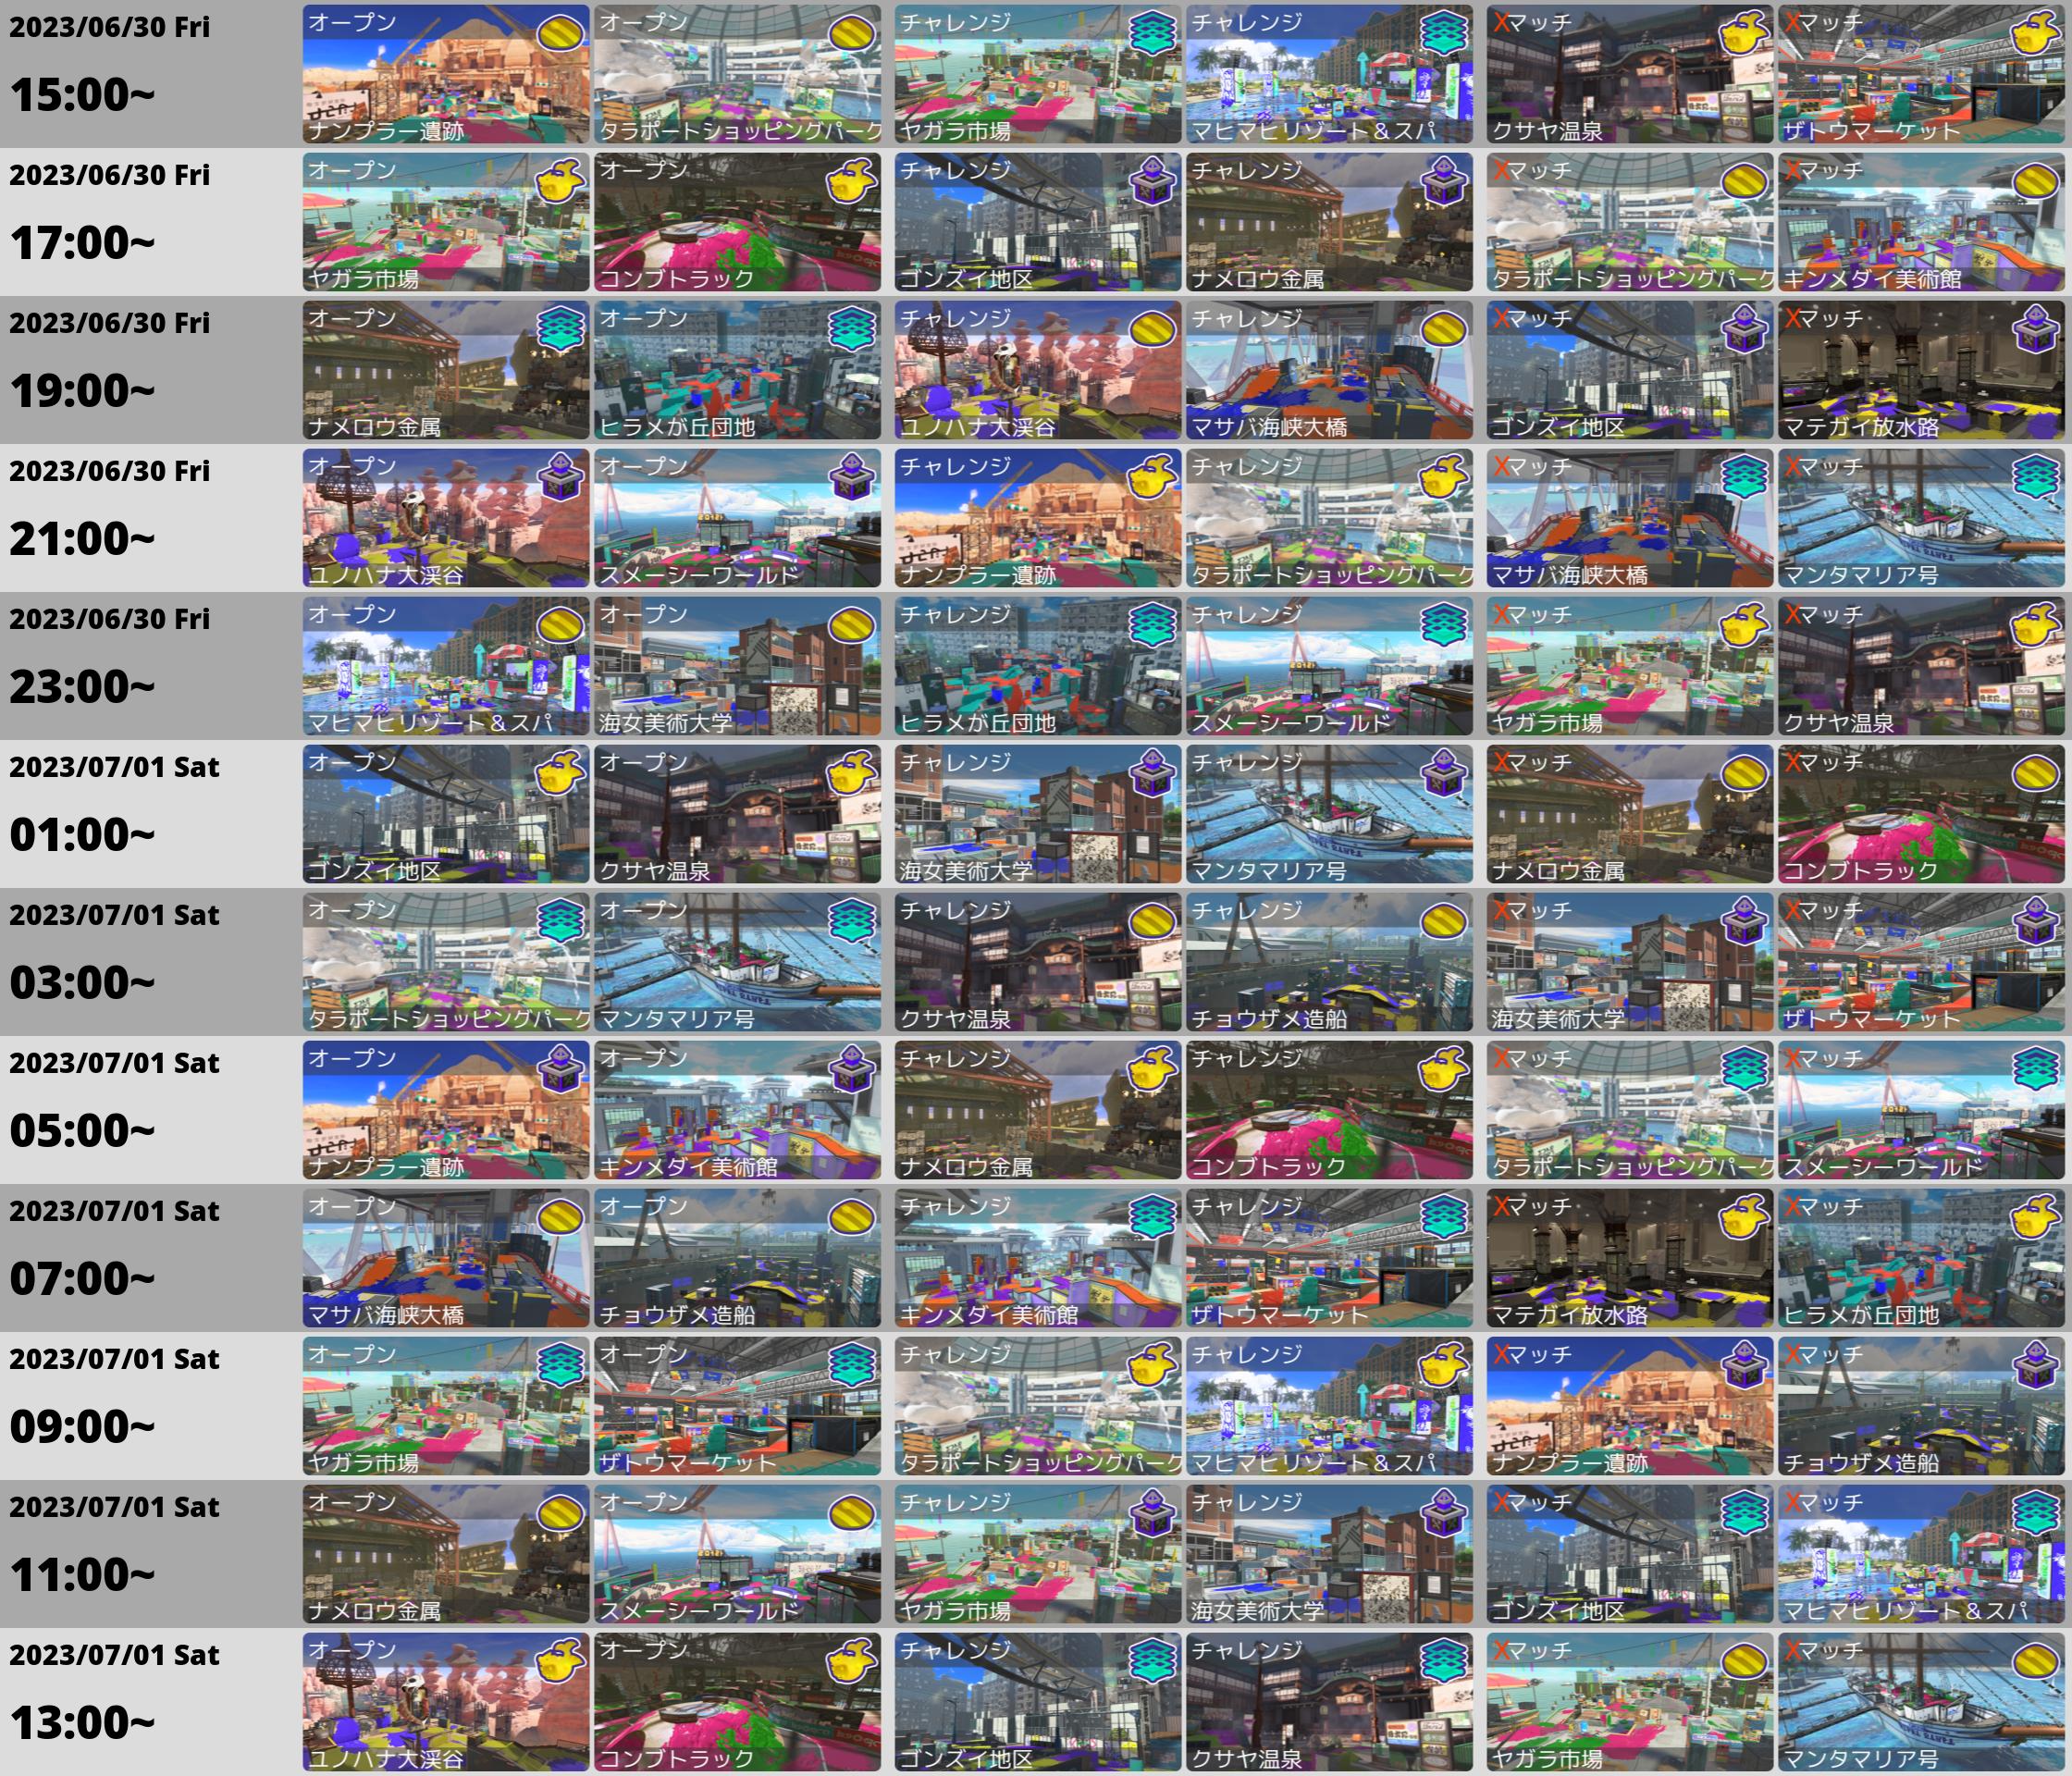 2023/06/30 Fri
15:00~
オープン オープン チャレンジ チャレンジ Xマッチ Xマッチ
ナンプラー遺跡 タラポートショッピングパーク ヤガラ市場 マヒマヒリゾート＆スパ クサヤ温泉 ザトウマーケット
2023/06/30 Fri
17:00~
オープン オープン チャレンジ チャレンジ Xマッチ Xマッチ
ヤガラ市場 コンブトラック ゴンズイ地区 ナメロウ金属 タラポートショッピングパーク キンメダイ美術館
2023/06/30 Fri
19:00~
オープン オープン チャレンジ チャレンジ Xマッチ Xマッチ
ナメロウ金属 ヒラメが丘団地 ユノハナ大渓谷 マサバ海峡大橋 ゴンズイ地区 マテガイ放水路
2023/06/30 Fri
21:00~
オープン オープン チャレンジ チャレンジ Xマッチ Xマッチ
ユノハナ大渓谷 スメーシーワールド ナンプラー遺跡 タラポートショッピングパーク マサバ海峡大橋 マンタマリア号
2023/06/30 Fri
23:00~
オープン オープン チャレンジ チャレンジ Xマッチ Xマッチ
マヒマヒリゾート＆スパ 海女美術大学 ヒラメが丘団地 スメーシーワールド ヤガラ市場 クサヤ温泉
2023/07/01 Sat
01:00~
オープン オープン チャレンジ チャレンジ Xマッチ Xマッチ
ゴンズイ地区 クサヤ温泉 海女美術大学 マンタマリア号 ナメロウ金属 コンブトラック
2023/07/01 Sat
03:00~
オープン オープン チャレンジ チャレンジ Xマッチ Xマッチ
タラポートショッピングパーク マンタマリア号 クサヤ温泉 チョウザメ造船 海女美術大学 ザトウマーケット
2023/07/01 Sat
05:00~
オープン オープン チャレンジ チャレンジ Xマッチ Xマッチ
ナンプラー遺跡 キンメダイ美術館 ナメロウ金属 コンブトラック タラポートショッピングパーク スメーシーワールド
2023/07/01 Sat
07:00~
オープン オープン チャレンジ チャレンジ Xマッチ Xマッチ
マサバ海峡大橋 チョウザメ造船 キンメダイ美術館 ザトウマーケット マテガイ放水路 ヒラメが丘団地
2023/07/01 Sat
09:00~
オープン オープン チャレンジ チャレンジ Xマッチ Xマッチ
ヤガラ市場 ザトウマーケット タラポートショッピングパーク マヒマヒリゾート＆スパ ナンプラー遺跡 チョウザメ造船
2023/07/01 Sat
11:00~
オープン オープン チャレンジ チャレンジ Xマッチ Xマッチ
ナメロウ金属 スメーシーワールド ヤガラ市場 海女美術大学 ゴンズイ地区 マヒマヒリゾート＆スパ
2023/07/01 Sat
13:00~
オープン オープン チャレンジ チャレンジ Xマッチ Xマッチ
ユノハナ大渓谷 コンブトラック ゴンズイ地区 クサヤ温泉 ヤガラ市場 マンタマリア号